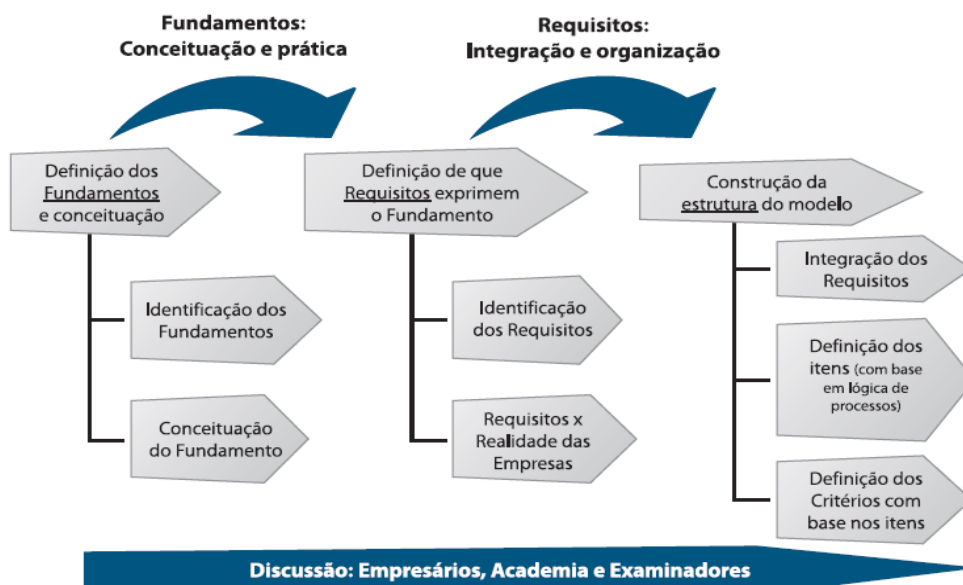 Fundamentos:
Conceituação e prática
Requisitos:
Integração e organização
Definição dos
Fundamentos
e conceituação
Definição de que
Requisitos exprimem
o Fundamento
Construção da
estrutura do modelo
Identificação dos
Fundamentos
Conceituação
do Fundamento
Identificação
dos Requisitos
Requisitos x
Realidade das
Empresas
Integração dos
Requisitos
Definição dos
itens (com base
em lógica de
processos)
Definição dos
Critérios com
base nos itens
Discussão: Empresários, Academia e Examinadores